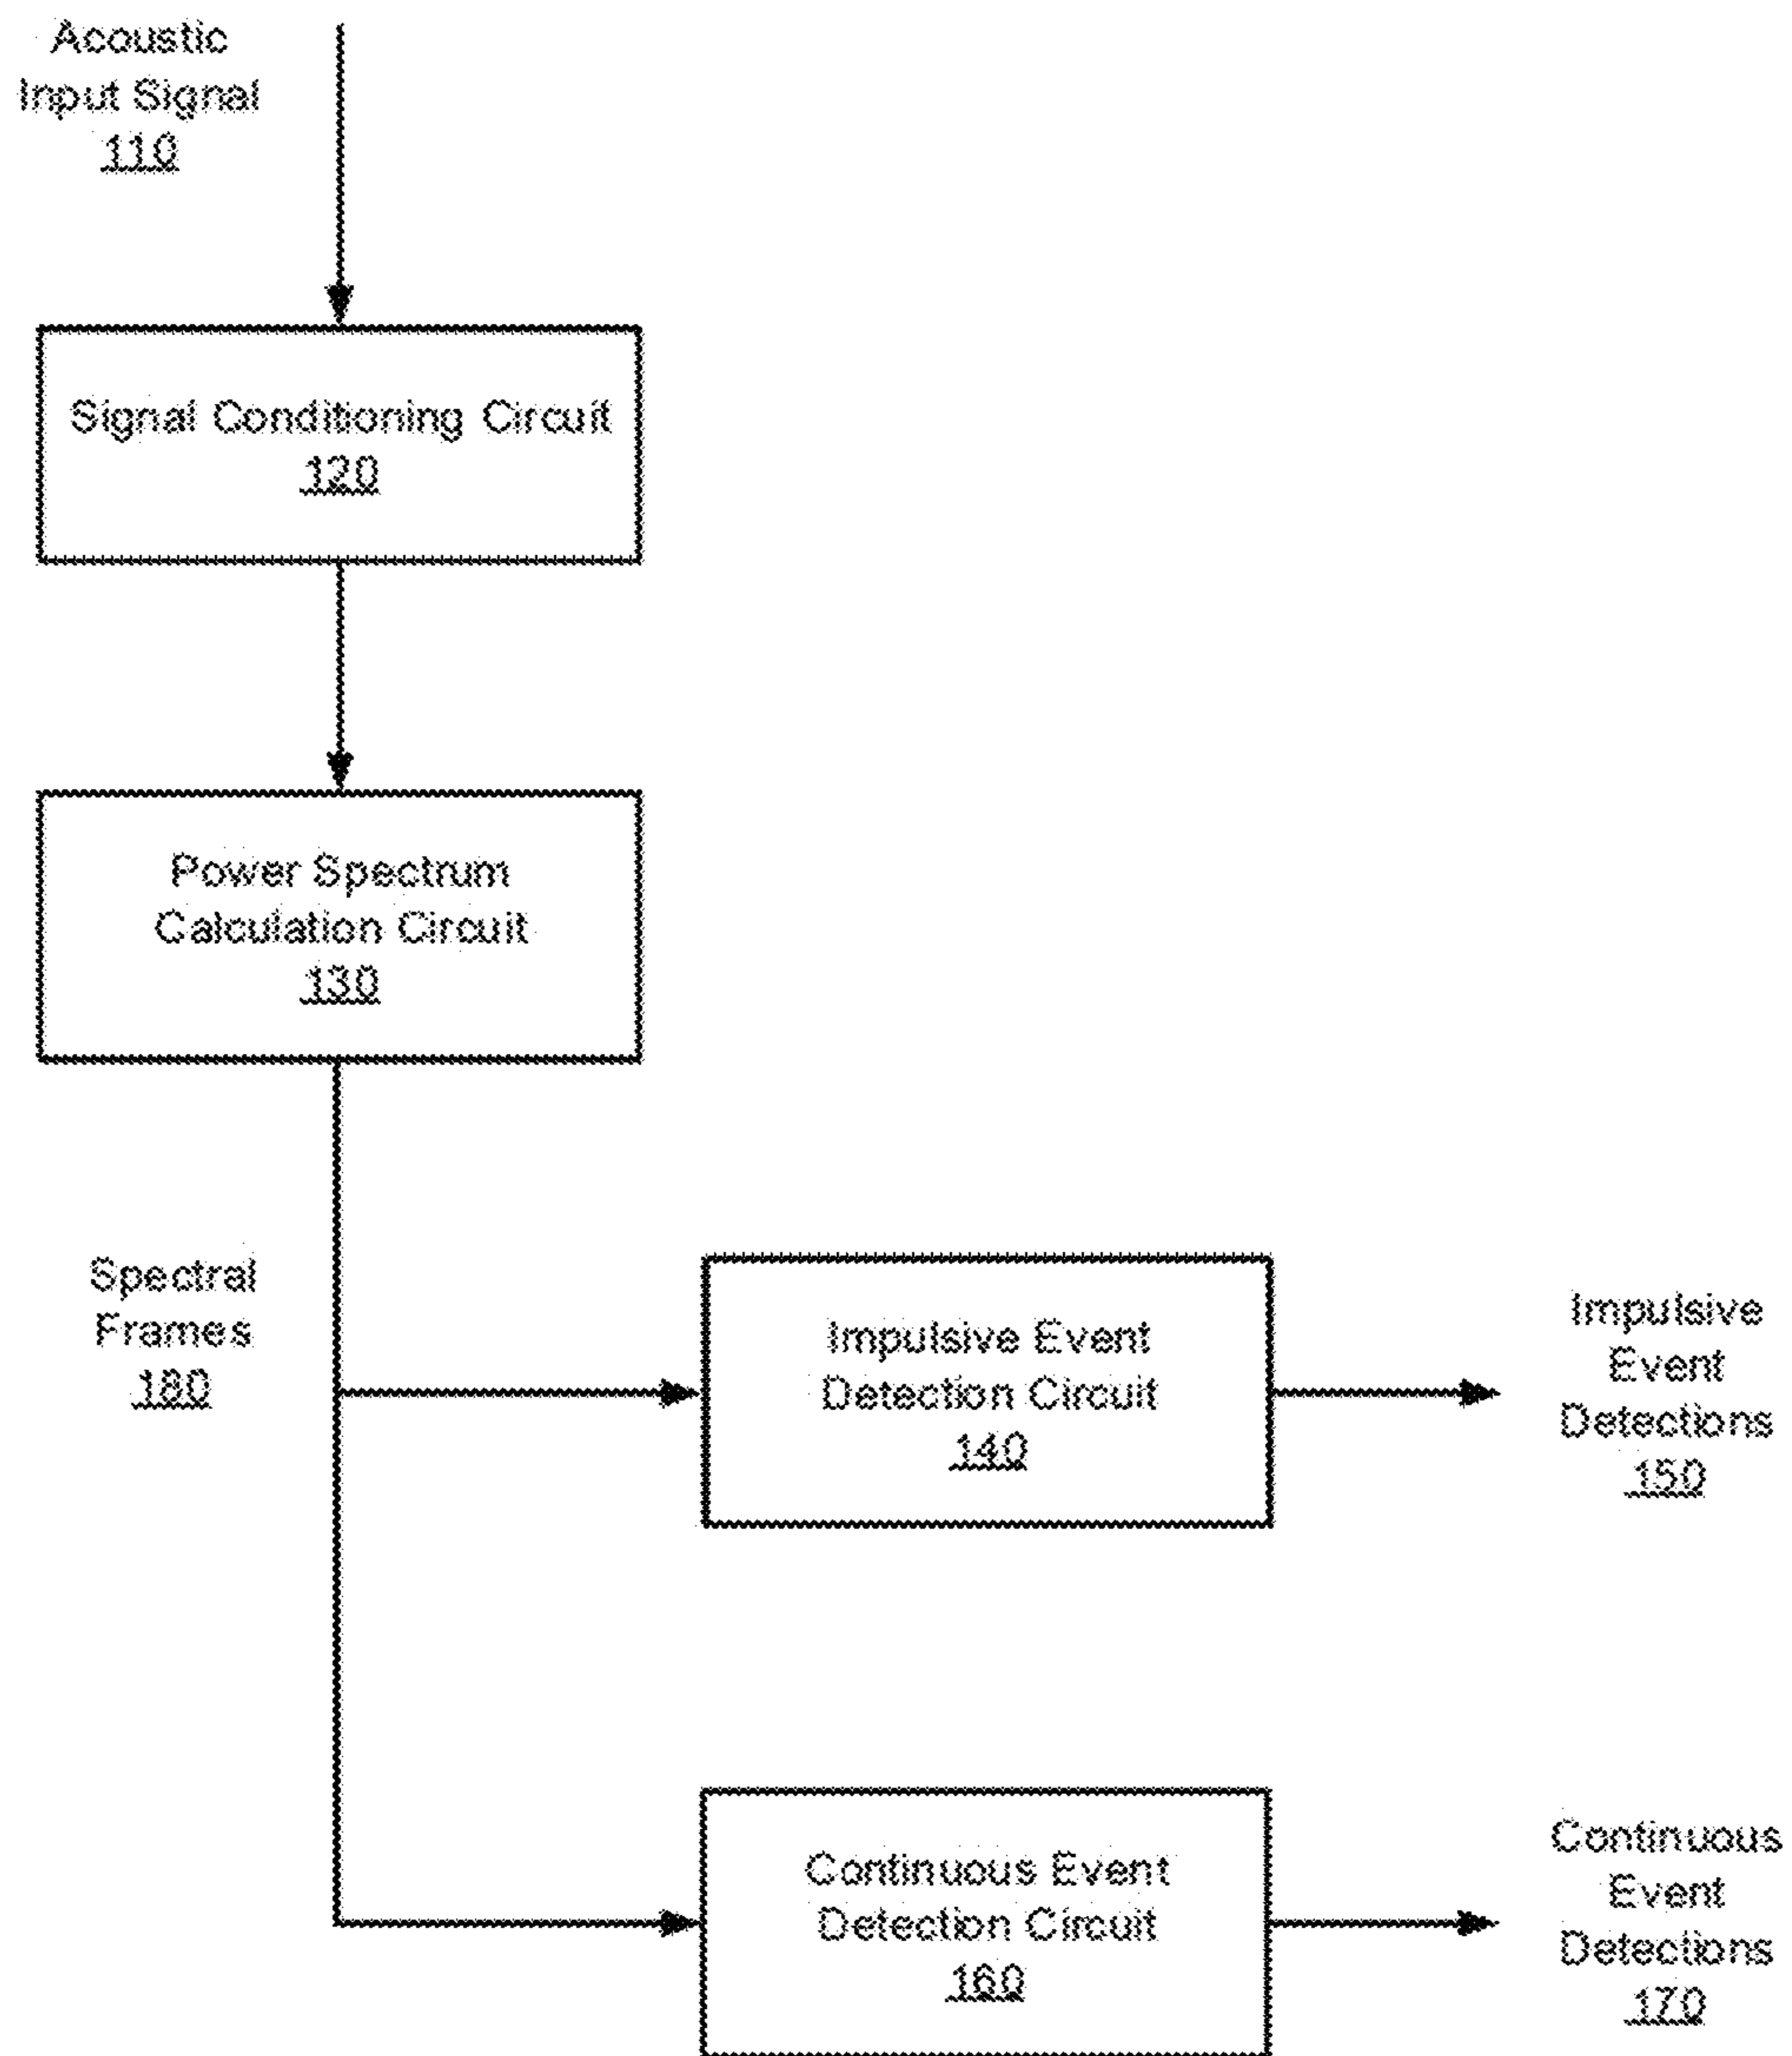 Acoustic
Input Signal
110
Signal Conditioning Circuit
120
Power Spectrum
Calculation Circuit
130
Spectral
Frames
180
Impulsive Event
Detection Circuit
140
Impulsive
Event
Detections
150
Continuous Event
Detection Circuit
160
Continuous
Event
Detections
170